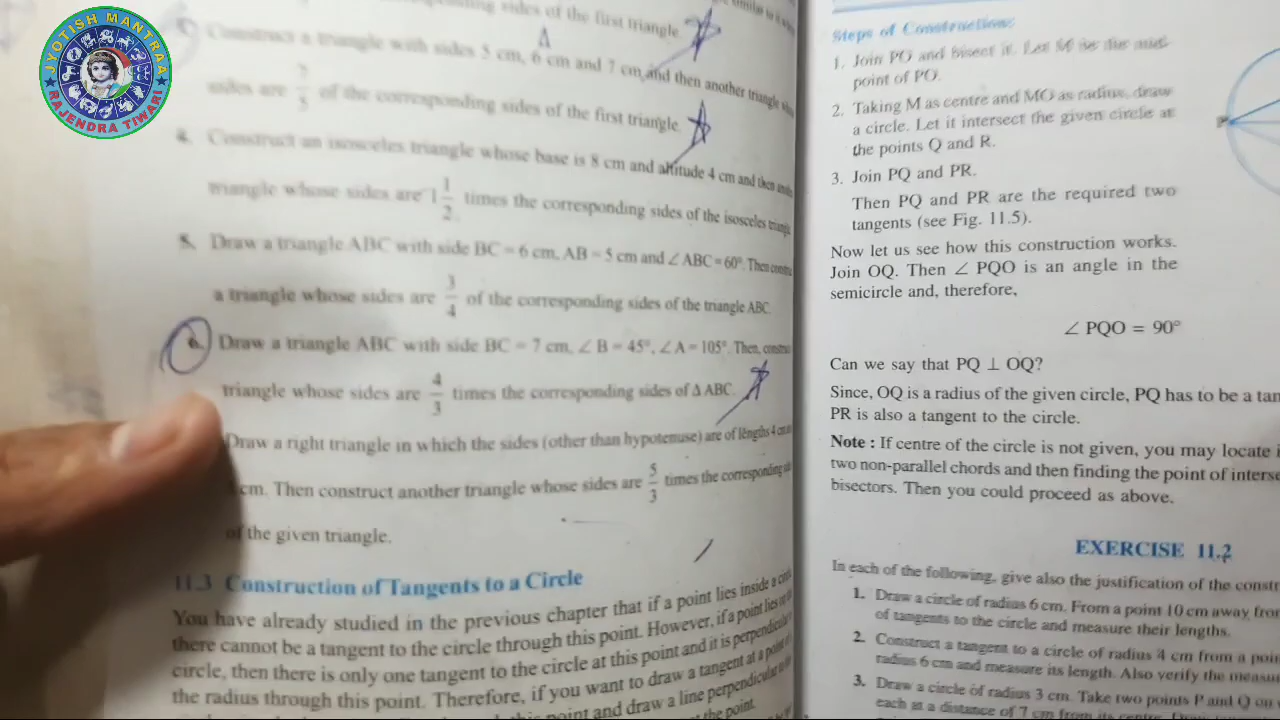 JYOTISH MANTRAA
RAJENDRA TIWARI
sides of the first triangle.
Construct a triangle with sides 5 cm, 6 cm and 7 cm and then another triangle
sides are 7/5 of the corresponding sides of the first triangle.
4. Construct an isosceles triangle whose base is 8 cm and altitude 4 cm and then
triangle whose sides are 1 1/2 times the corresponding sides of the isosceles
5. Draw a triangle ABC with side BC = 6 cm, AB = 5 cm and ∠ ABC = 60°. Then
a triangle whose sides are 3/4 of the corresponding sides of the triangle ABC.
6. Draw a triangle ABC with side BC = 7 cm, ∠ B = 45°, ∠ A = 105°. Then,
triangle whose sides are 4/3 times the corresponding sides of Δ ABC.
Draw a right triangle in which the sides (other than hypotenuse) are of lengths 4
cm. Then construct another triangle whose sides are 5/3 times the corresponding
of the given triangle.
11.3 Construction of Tangents to a Circle
You have already studied in the previous chapter that if a point lies inside a
there cannot be a tangent to the circle through this point. However, if a point lies
circle, then there is only one tangent to the circle at this point and it is
the radius through this point. Therefore, if you want to draw a tangent at a point
point and draw a line perpendicular
the point.
Steps of Construction:
1. Join PO and bisect it. Let M be the mid-
point of PO.
2. Taking M as centre and MO as radius, draw
a circle. Let it intersect the given circle at
the points Q and R.
3. Join PQ and PR.
Then PQ and PR are the required two
tangents (see Fig. 11.5).
Now let us see how this construction works.
Join OQ. Then ∠ PQO is an angle in the
semicircle and, therefore,
∠ PQO = 90°
Can we say that PQ ⊥ OQ?
Since, OQ is a radius of the given circle, PQ has to be a
PR is also a tangent to the circle.
Note : If centre of the circle is not given, you may locate
two non-parallel chords and then finding the point of
bisectors. Then you could proceed as above.
EXERCISE 11.2
In each of the following, give also the justification of the
1. Draw a circle of radius 6 cm. From a point 10 cm away
of tangents to the circle and measure their lengths.
2. Construct a tangent to a circle of radius 4 cm from a
radius 6 cm and measure its length. Also verify the
3. Draw a circle of radius 3 cm. Take two points P and Q
each at a distance of 7 cm from its centre.